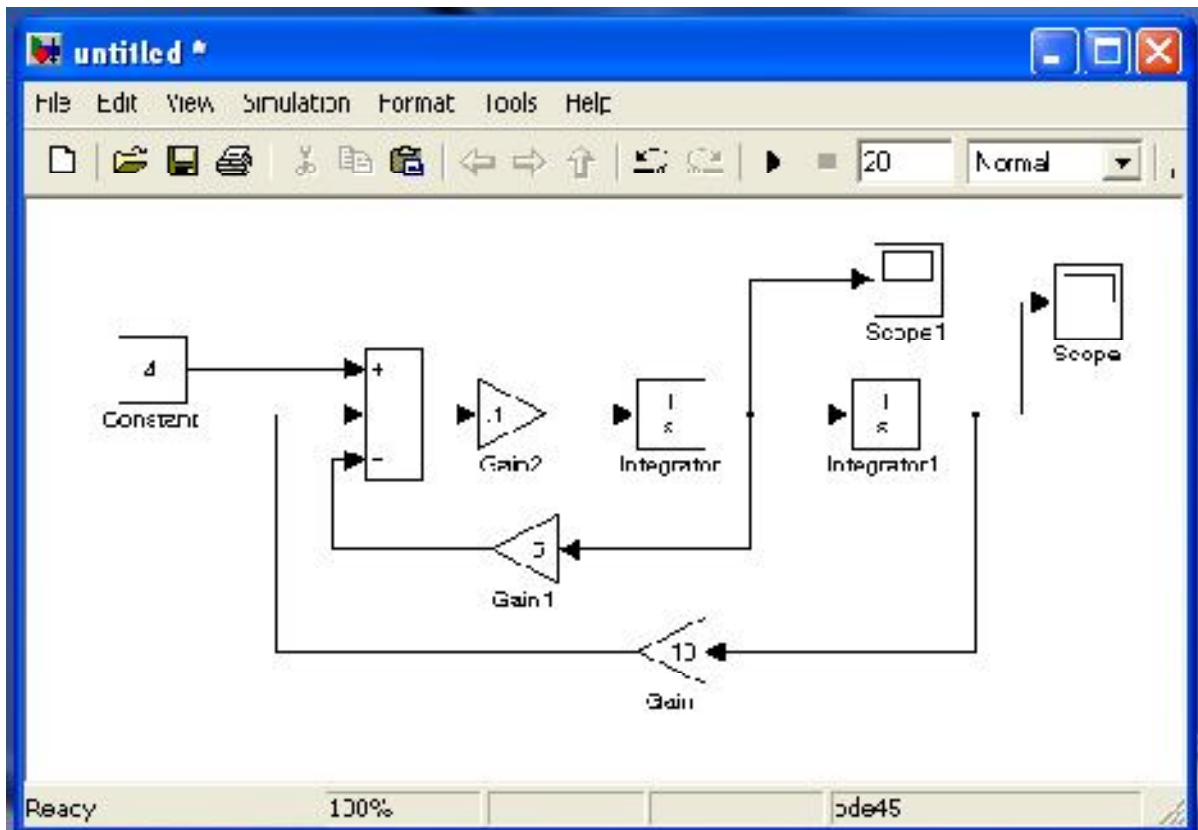 untitled *
File Edit View Simulation Format Tools Help
20 Normal
Scope1
Scope
4
+
Constant
.1
1
s
1
s
−
Gain2
Integrator
Integrator1
Gain1
10
Gain
Ready 100% ode45